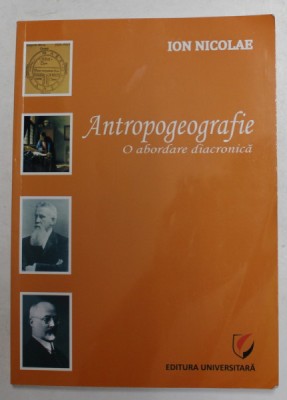 ION NICOLAE
Antropogeografie
O abordare diacronică
EDITURA UNIVERSITARĂ